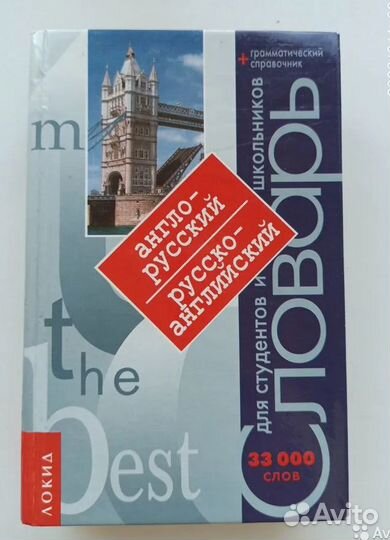 + грамматический
справочник
m
the
best
англо-
русский
русско-
английский
для студентов и школьников
Словарь
33 000
слов
ЛОКИД
Avito